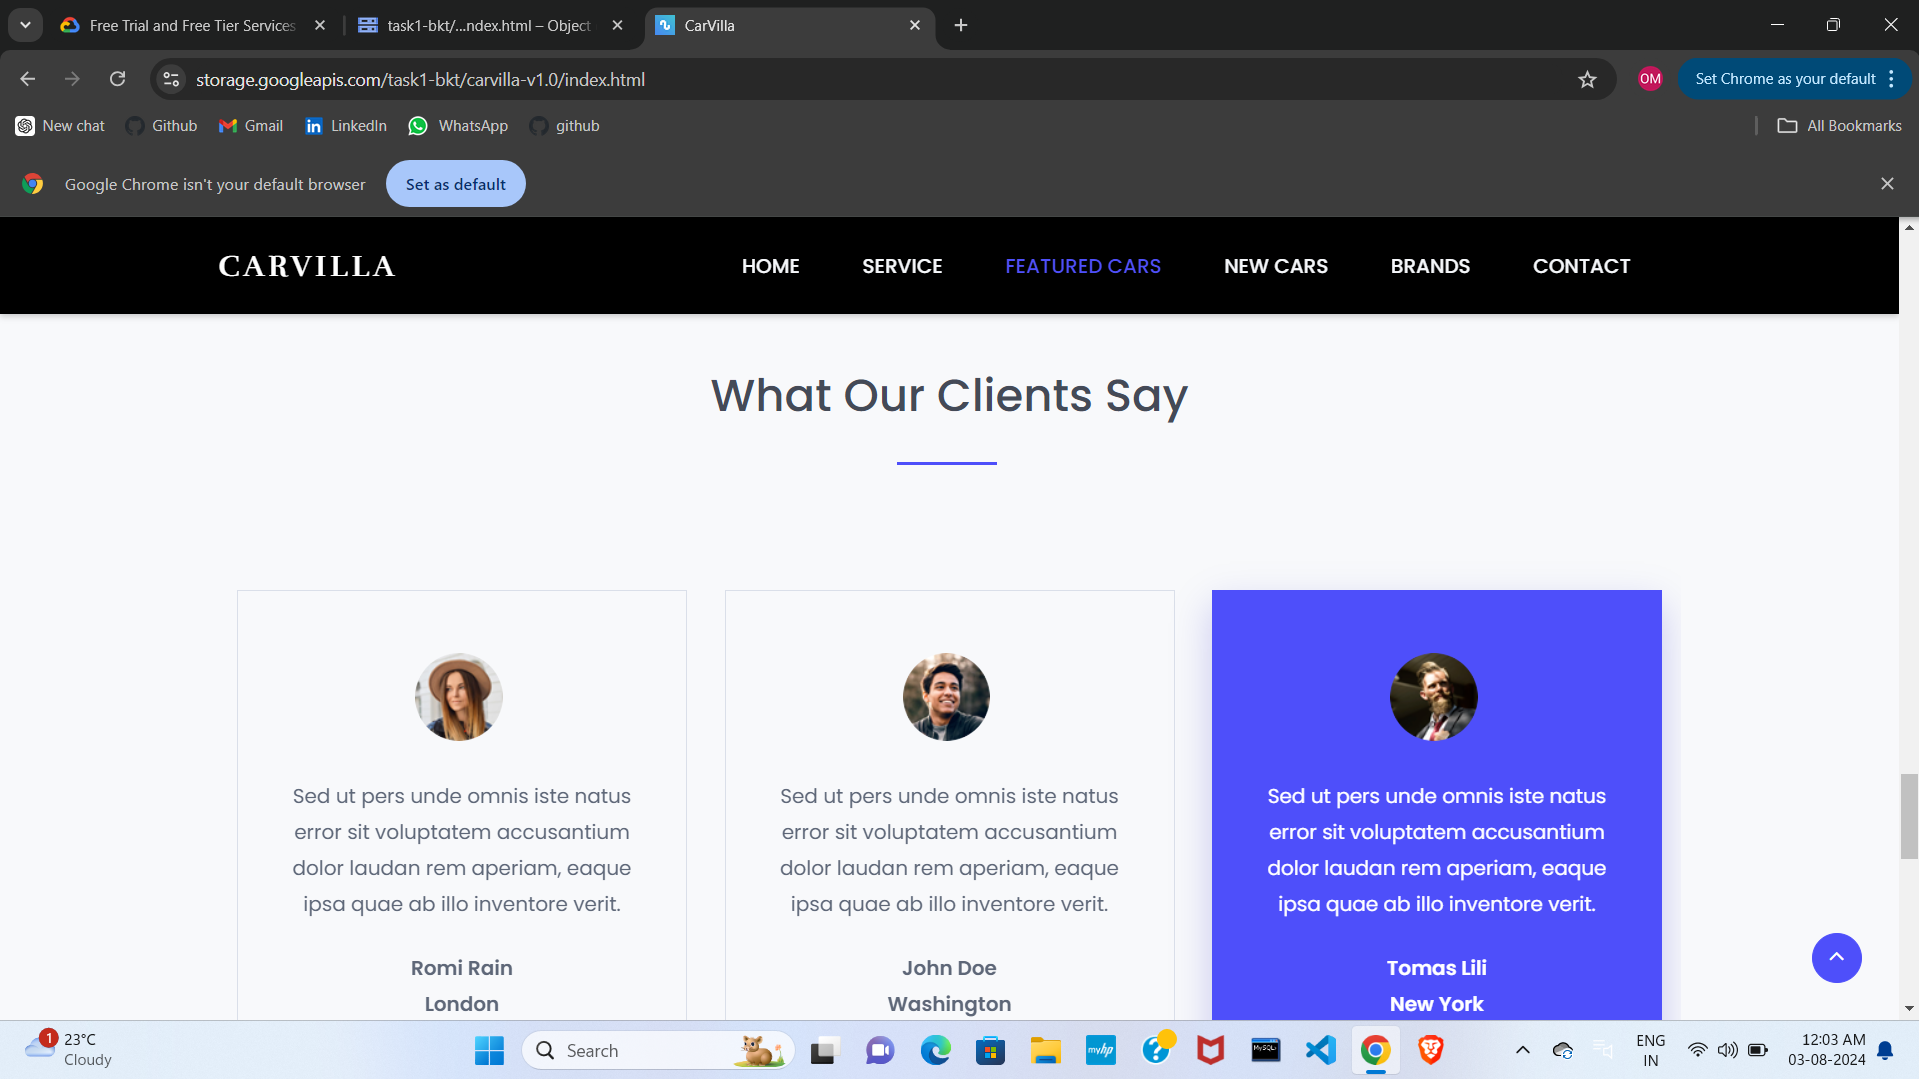 Free Trial and Free Tier Services
task1-bkt/...ndex.html – Object
CarVilla
storage.googleapis.com/task1-bkt/carvilla-v1.0/index.html
OM
Set Chrome as your default
New chat
Github
Gmail
LinkedIn
WhatsApp
github
All Bookmarks
Google Chrome isn't your default browser
Set as default
CARVILLA
HOME
SERVICE
FEATURED CARS
NEW CARS
BRANDS
CONTACT
What Our Clients Say
Sed ut pers unde omnis iste natus
error sit voluptatem accusantium
dolor laudan rem aperiam, eaque
ipsa quae ab illo inventore verit.
Romi Rain
London
Sed ut pers unde omnis iste natus
error sit voluptatem accusantium
dolor laudan rem aperiam, eaque
ipsa quae ab illo inventore verit.
John Doe
Washington
Sed ut pers unde omnis iste natus
error sit voluptatem accusantium
dolor laudan rem aperiam, eaque
ipsa quae ab illo inventore verit.
Tomas Lili
New York
1
23°C
Cloudy
Search
myhp
MySQL
ENG
IN
12:03 AM
03-08-2024